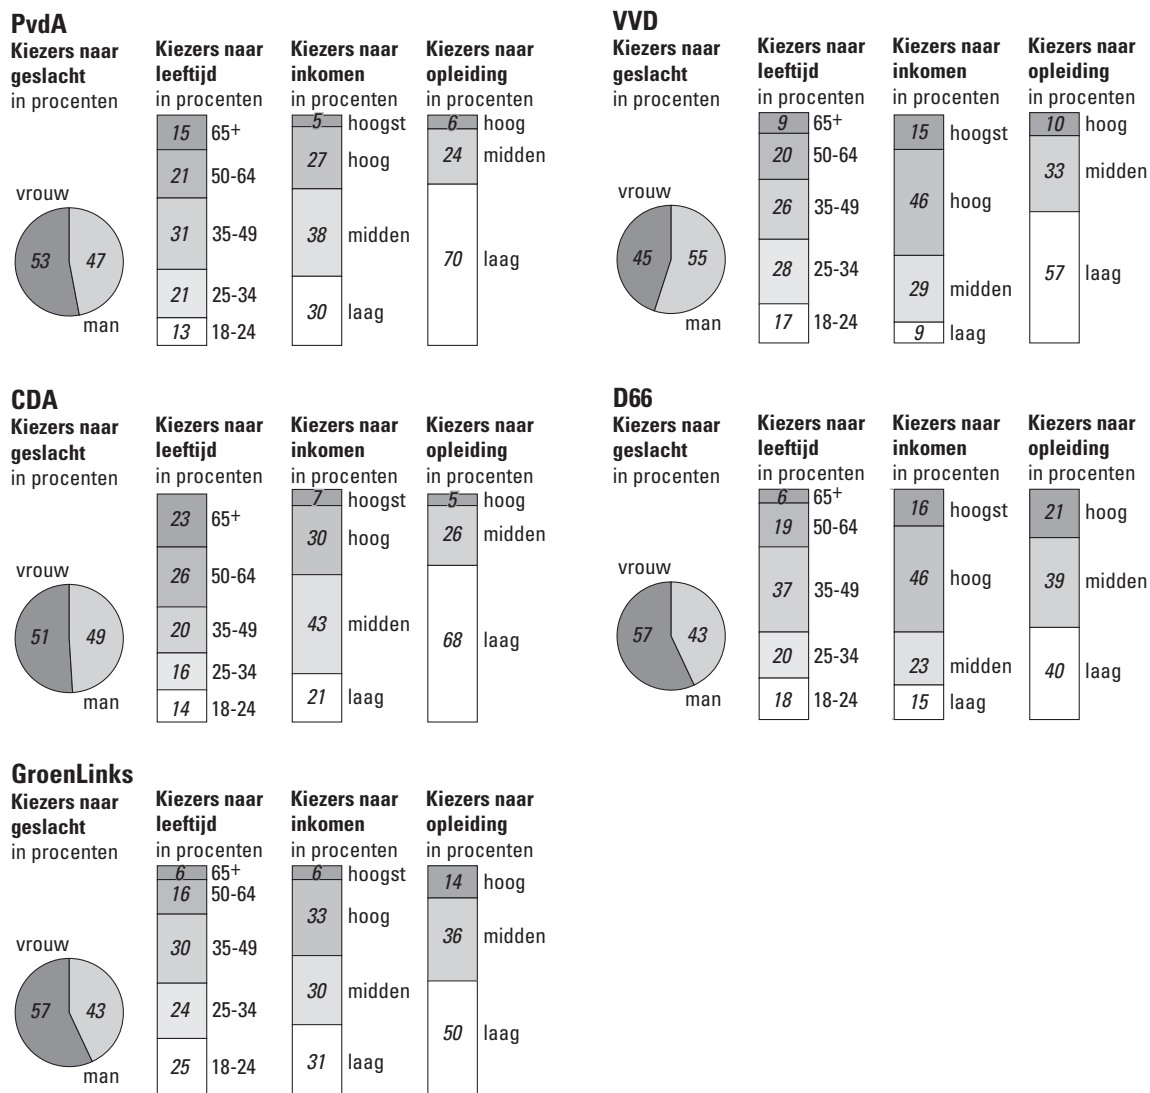 PvdA
Kiezers naar
geslacht
in procenten
vrouw
53
47
man
Kiezers naar
leeftijd
in procenten
15 65+
21 50-64
31 35-49
21 25-34
13 18-24
Kiezers naar
inkomen
in procenten
5 hoogst
27 hoog
38 midden
30 laag
Kiezers naar
opleiding
in procenten
6 hoog
24 midden
70 laag
VVD
Kiezers naar
geslacht
in procenten
vrouw
45
55
man
Kiezers naar
leeftijd
in procenten
9 65+
20 50-64
26 35-49
28 25-34
17 18-24
Kiezers naar
inkomen
in procenten
15 hoogst
46 hoog
29 midden
9 laag
Kiezers naar
opleiding
in procenten
10 hoog
33 midden
57 laag
CDA
Kiezers naar
geslacht
in procenten
vrouw
51
49
man
Kiezers naar
leeftijd
in procenten
23 65+
26 50-64
20 35-49
16 25-34
14 18-24
Kiezers naar
inkomen
in procenten
7 hoogst
30 hoog
43 midden
21 laag
Kiezers naar
opleiding
in procenten
5 hoog
26 midden
68 laag
D66
Kiezers naar
geslacht
in procenten
vrouw
57
43
man
Kiezers naar
leeftijd
in procenten
6 65+
19 50-64
37 35-49
20 25-34
18 18-24
Kiezers naar
inkomen
in procenten
16 hoogst
46 hoog
23 midden
15 laag
Kiezers naar
opleiding
in procenten
21 hoog
39 midden
40 laag
GroenLinks
Kiezers naar
geslacht
in procenten
vrouw
57
43
man
Kiezers naar
leeftijd
in procenten
6 65+
16 50-64
30 35-49
24 25-34
25 18-24
Kiezers naar
inkomen
in procenten
6 hoogst
33 hoog
30 midden
31 laag
Kiezers naar
opleiding
in procenten
14 hoog
36 midden
50 laag